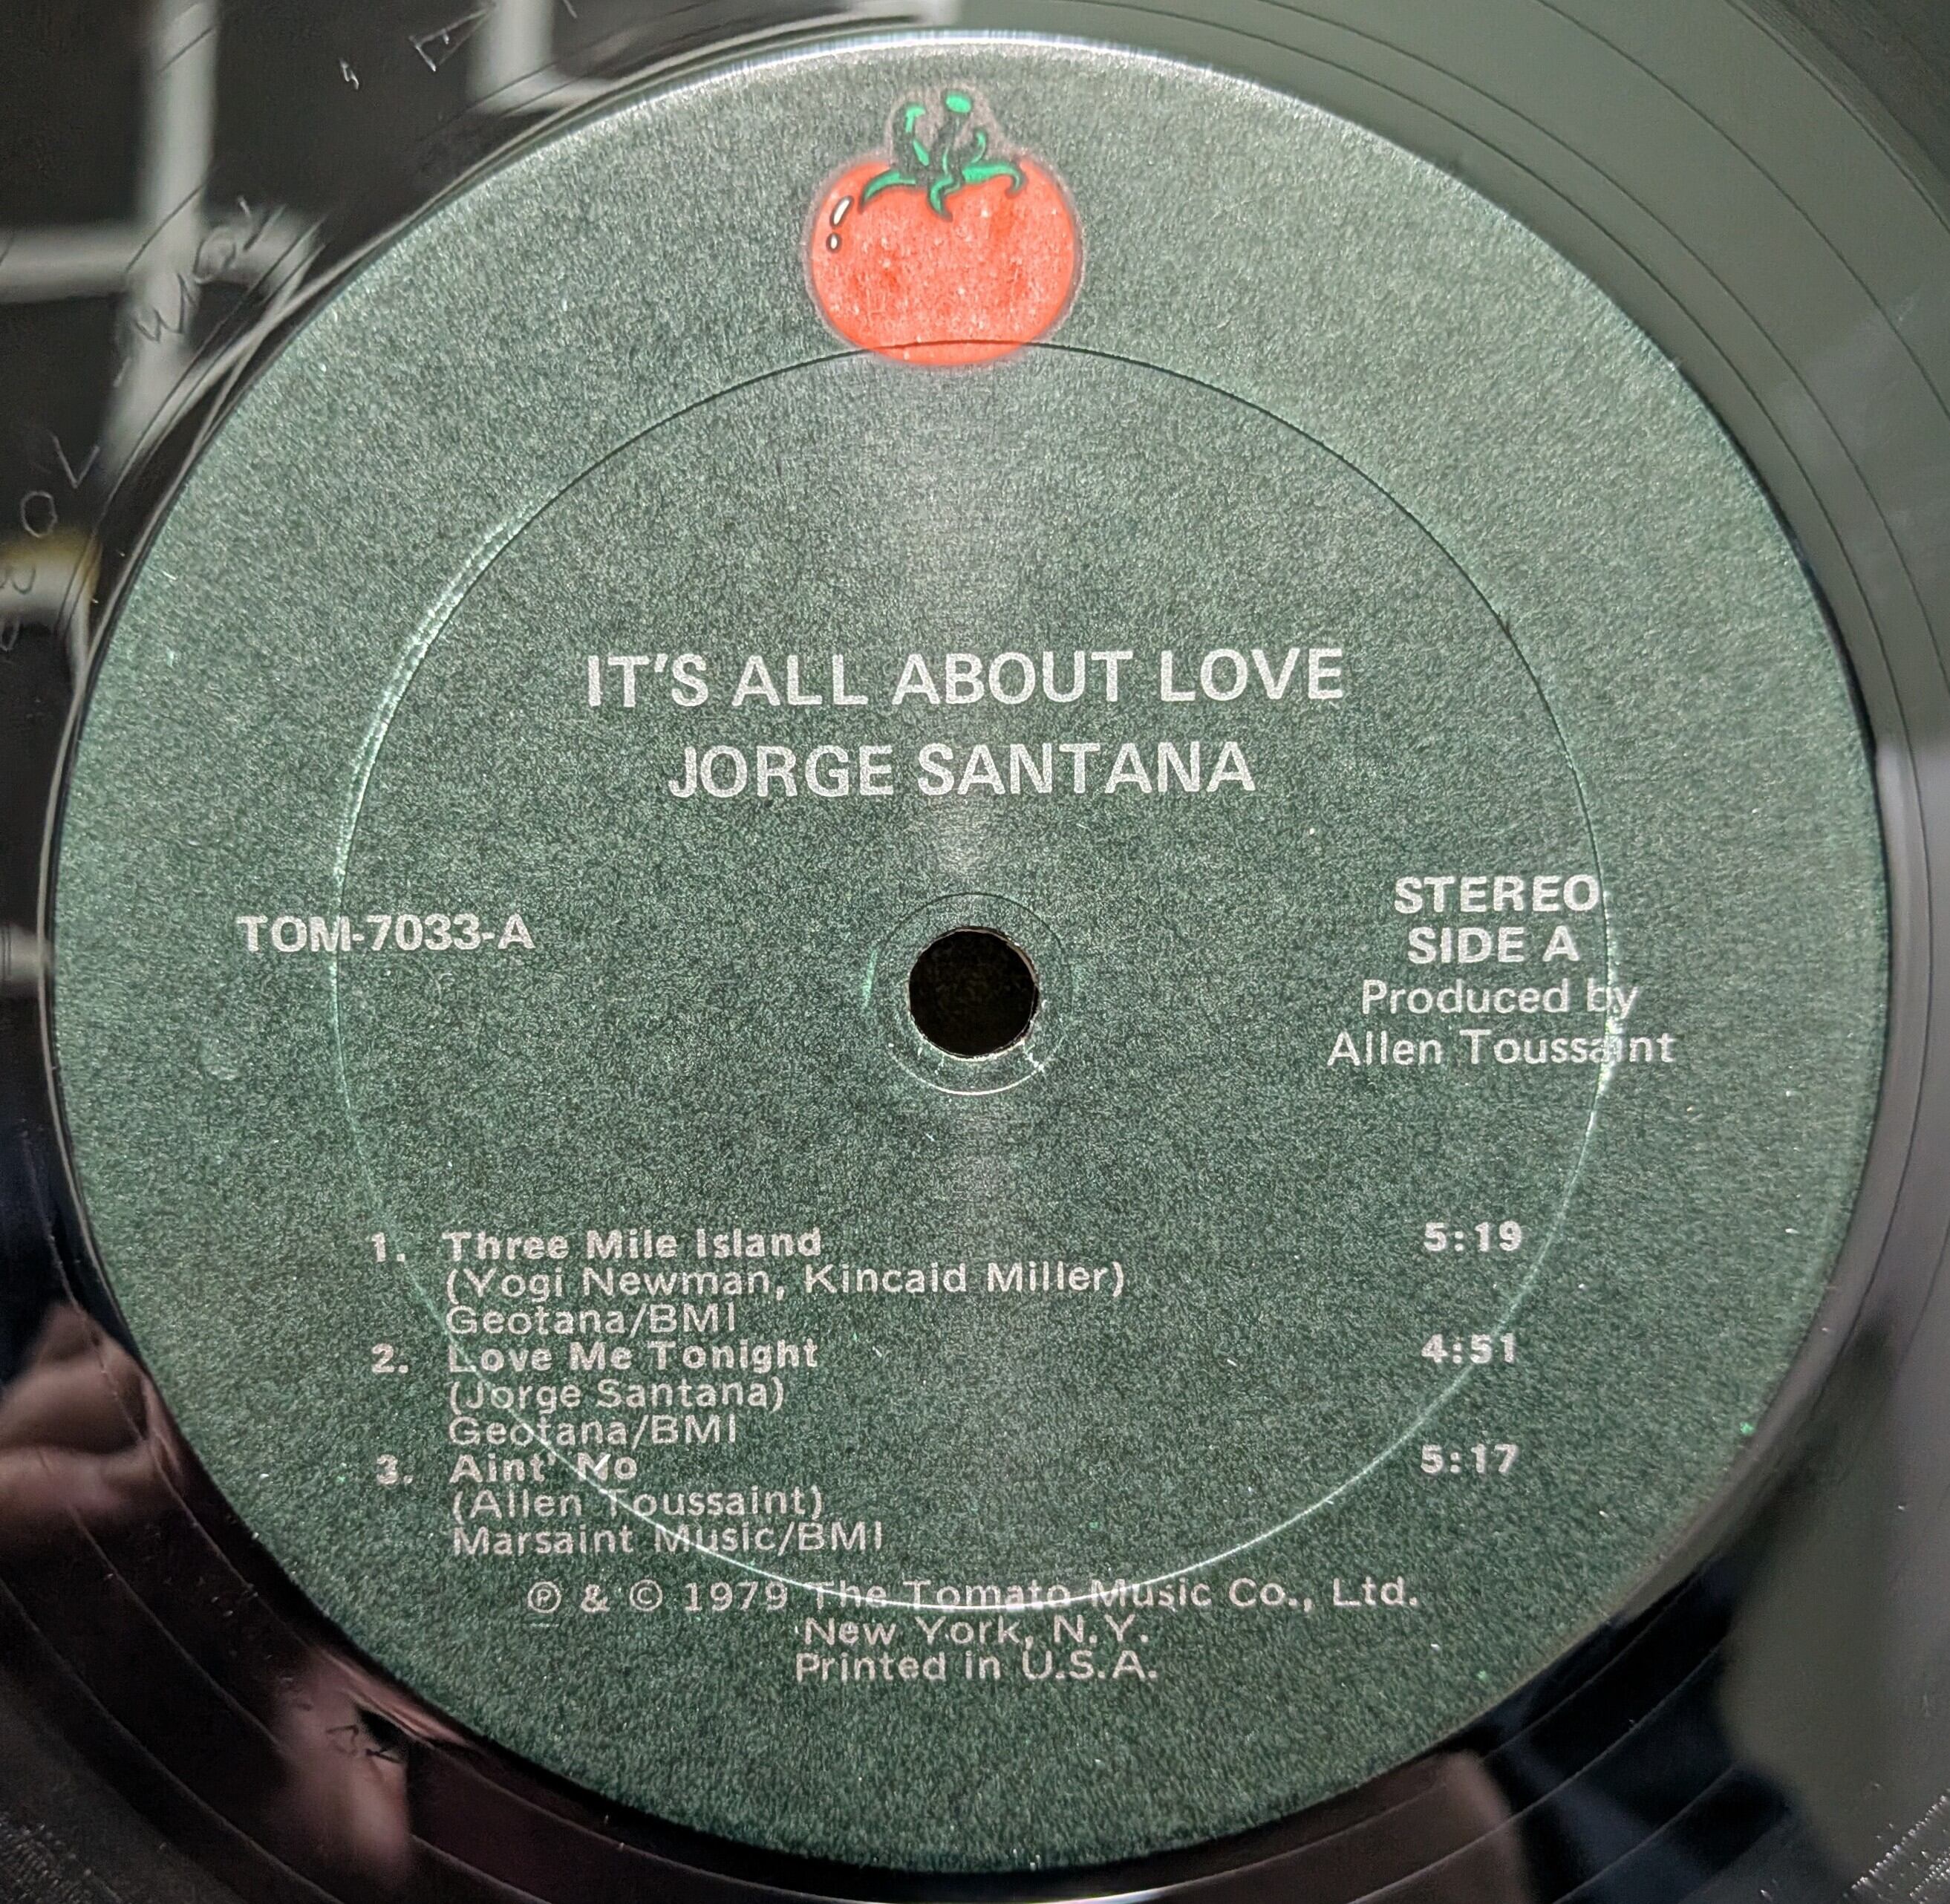 IT'S ALL ABOUT LOVE
JORGE SANTANA
TOM-7033-A
STEREO
SIDE A
Produced by
Allen Toussaint
1. Three Mile Island 5:19
(Yogi Newman, Kincaid Miller)
Geotana/BMI
2. Love Me Tonight 4:51
(Jorge Santana)
Geotana/BMI
3. Aint' No 5:17
(Allen Toussaint)
Marsaint Music/BMI
℗ & © 1979 The Tomato Music Co., Ltd.
New York, N.Y.
Printed in U.S.A.